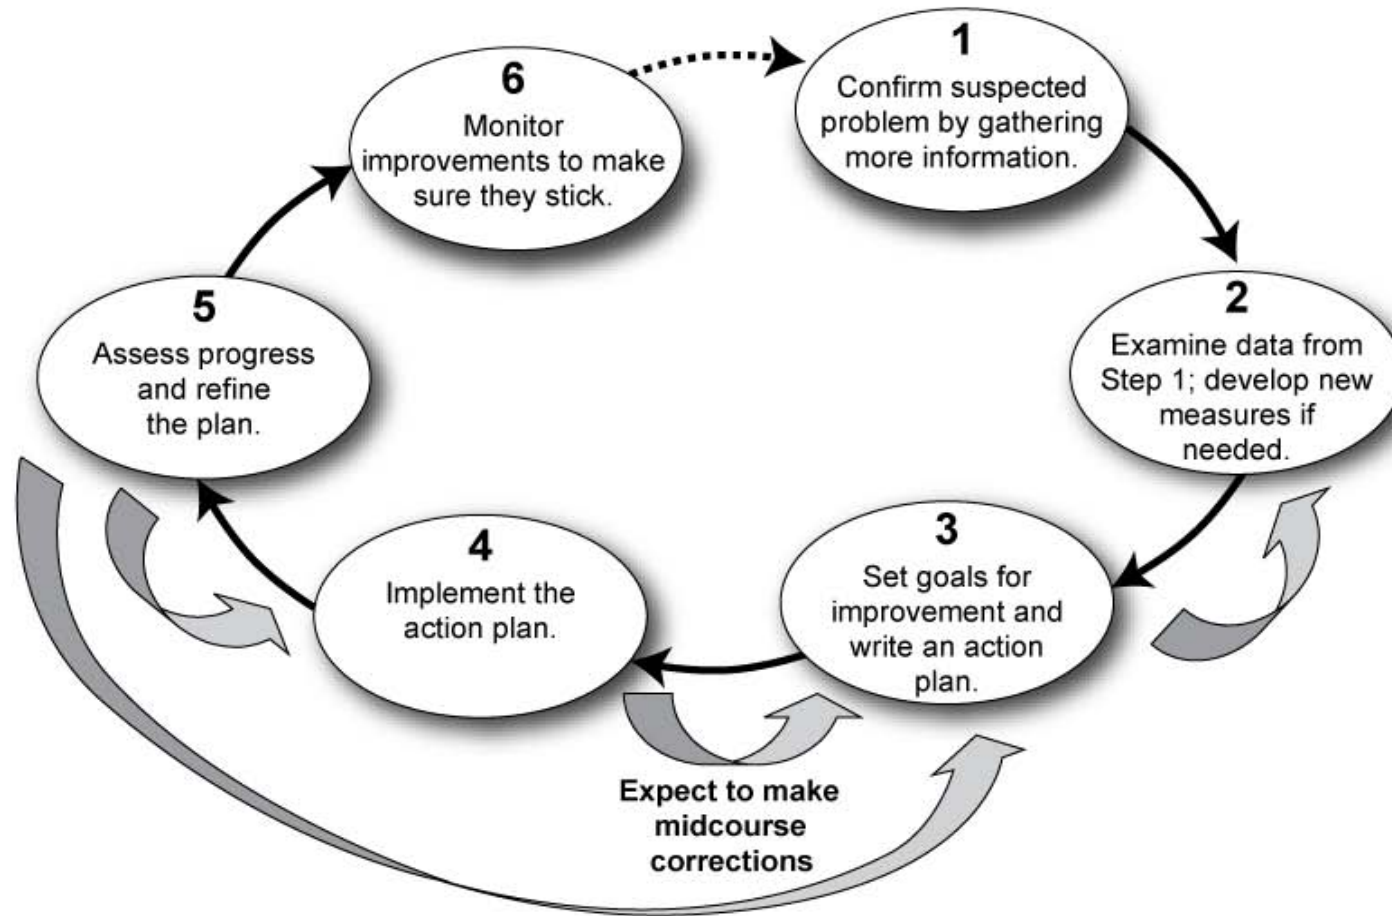 1
Confirm suspected
problem by gathering
more information.
2
Examine data from
Step 1; develop new
measures if
needed.
3
Set goals for
improvement and
write an action
plan.
4
Implement the
action plan.
5
Assess progress
and refine
the plan.
6
Monitor
improvements to make
sure they stick.
Expect to make
midcourse
corrections